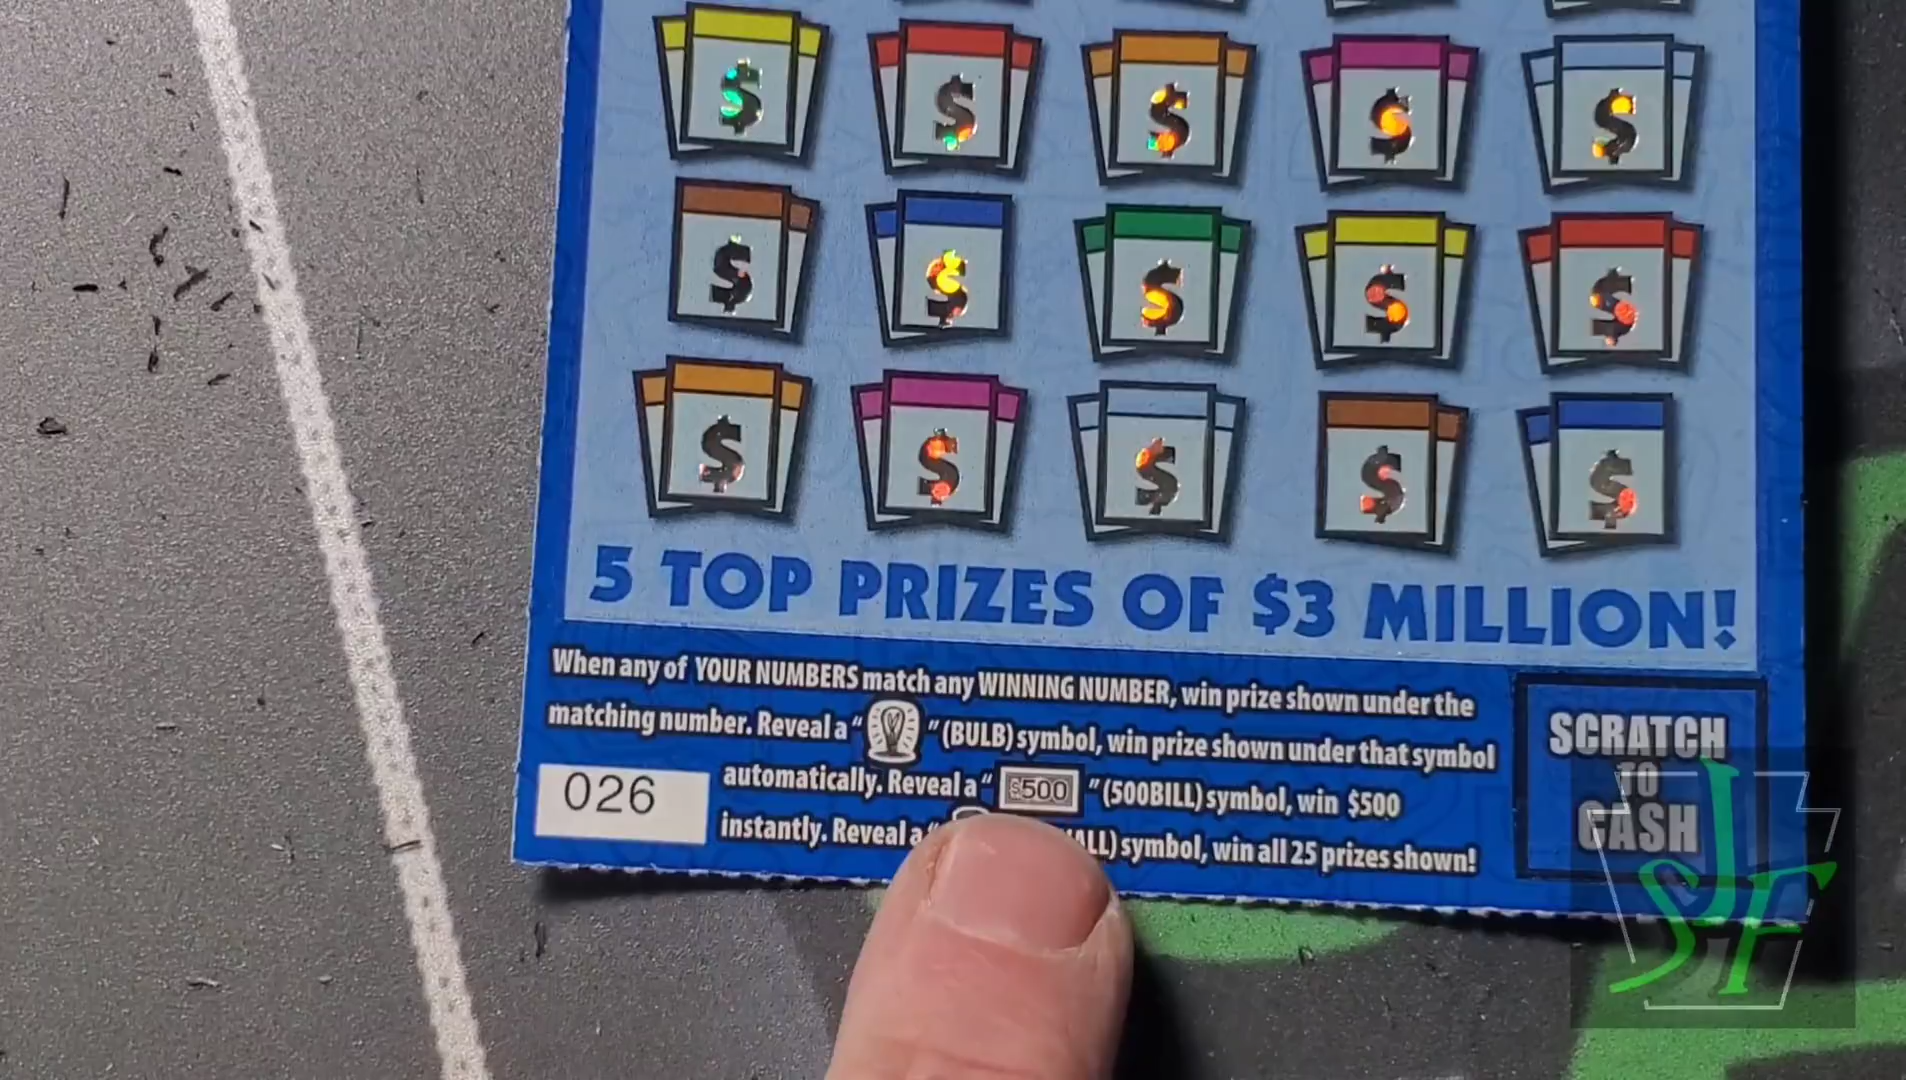 $ $ $ $ $
$ $ $ $ $
$ $ $ $ $
5 TOP PRIZES OF $3 MILLION!
When any of YOUR NUMBERS match any WINNING NUMBER, win prize shown under the
matching number. Reveal a “ ” (BULB) symbol, win prize shown under that symbol
automatically. Reveal a “ $500 ” (500BILL) symbol, win $500
instantly. Reveal a “ ALL) symbol, win all 25 prizes shown!
026
SCRATCH
TO
CASH
JSF